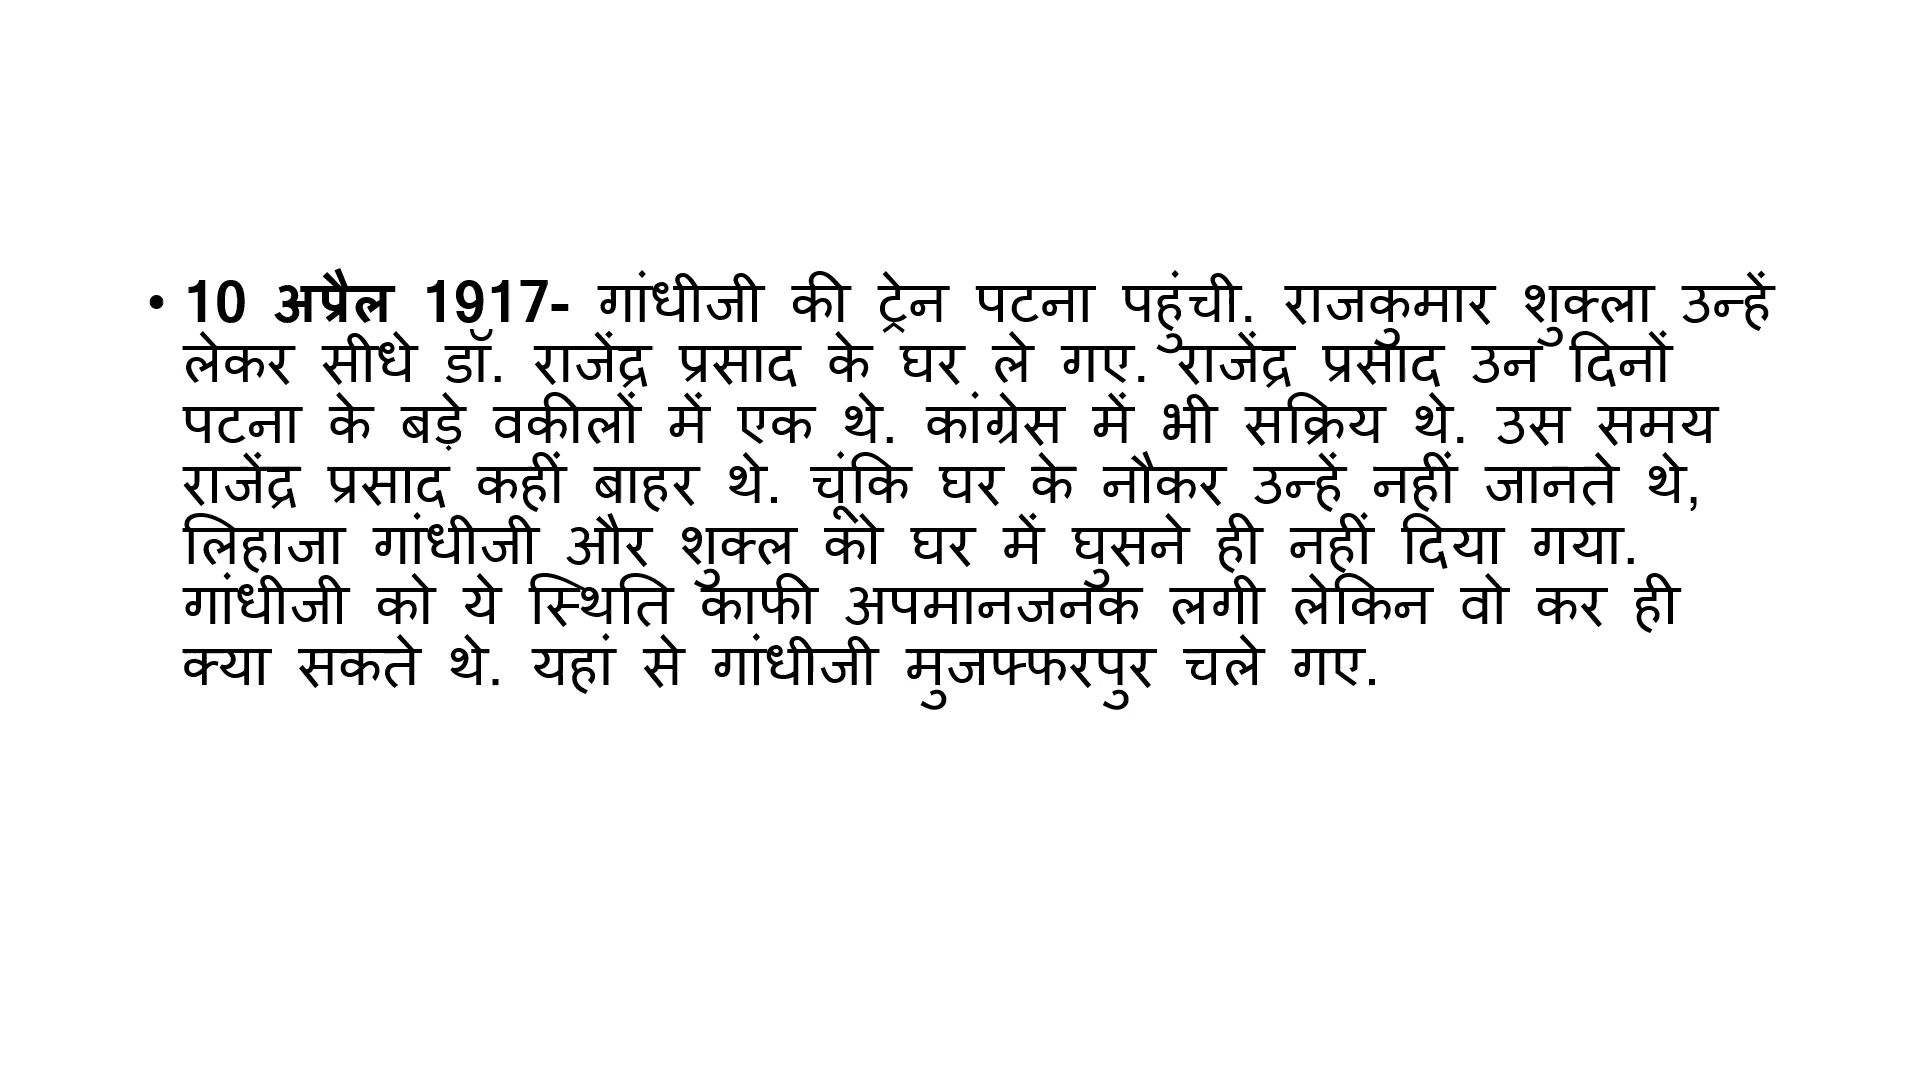 • 10 अप्रैल 1917- गांधीजी की ट्रेन पटना पहुंची. राजकुमार शुक्ला उन्हें
लेकर सीधे डॉ. राजेंद्र प्रसाद के घर ले गए. राजेंद्र प्रसाद उन दिनों
पटना के बड़े वकीलों में एक थे. कांग्रेस में भी सक्रिय थे. उस समय
राजेंद्र प्रसाद कहीं बाहर थे. चूंकि घर के नौकर उन्हें नहीं जानते थे,
लिहाजा गांधीजी और शुक्ल को घर में घुसने ही नहीं दिया गया.
गांधीजी को ये स्थिति काफी अपमानजनक लगी लेकिन वो कर ही
क्या सकते थे. यहां से गांधीजी मुजफ्फरपुर चले गए.